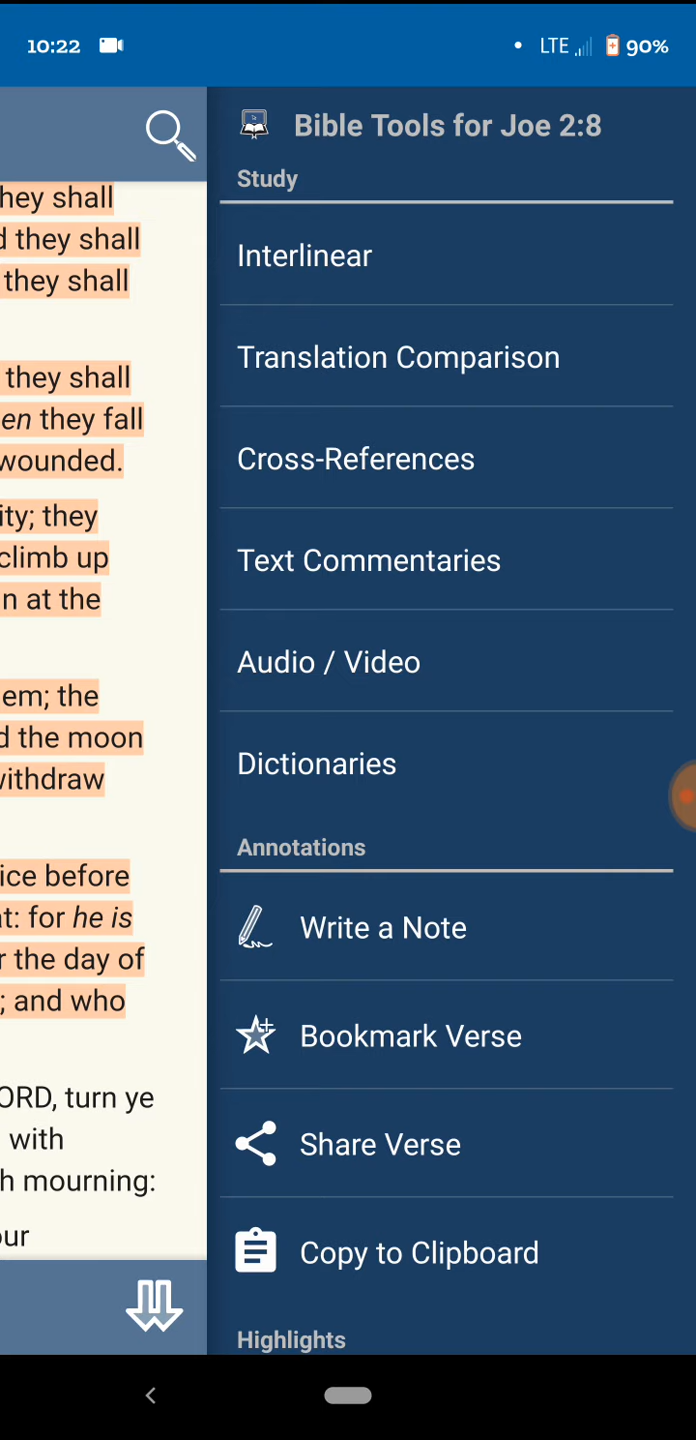 10:22
LTE
90%
Bible Tools for Joe 2:8
Study
Interlinear
Translation Comparison
Cross-References
Text Commentaries
Audio / Video
Dictionaries
Annotations
Write a Note
Bookmark Verse
Share Verse
Copy to Clipboard
Highlights
hey shall
d they shall
they shall
they shall
en they fall
wounded.
ity; they
climb up
n at the
em; the
d the moon
withdraw
ice before
at: for he is
r the day of
; and who
ORD, turn ye
with
h mourning:
our